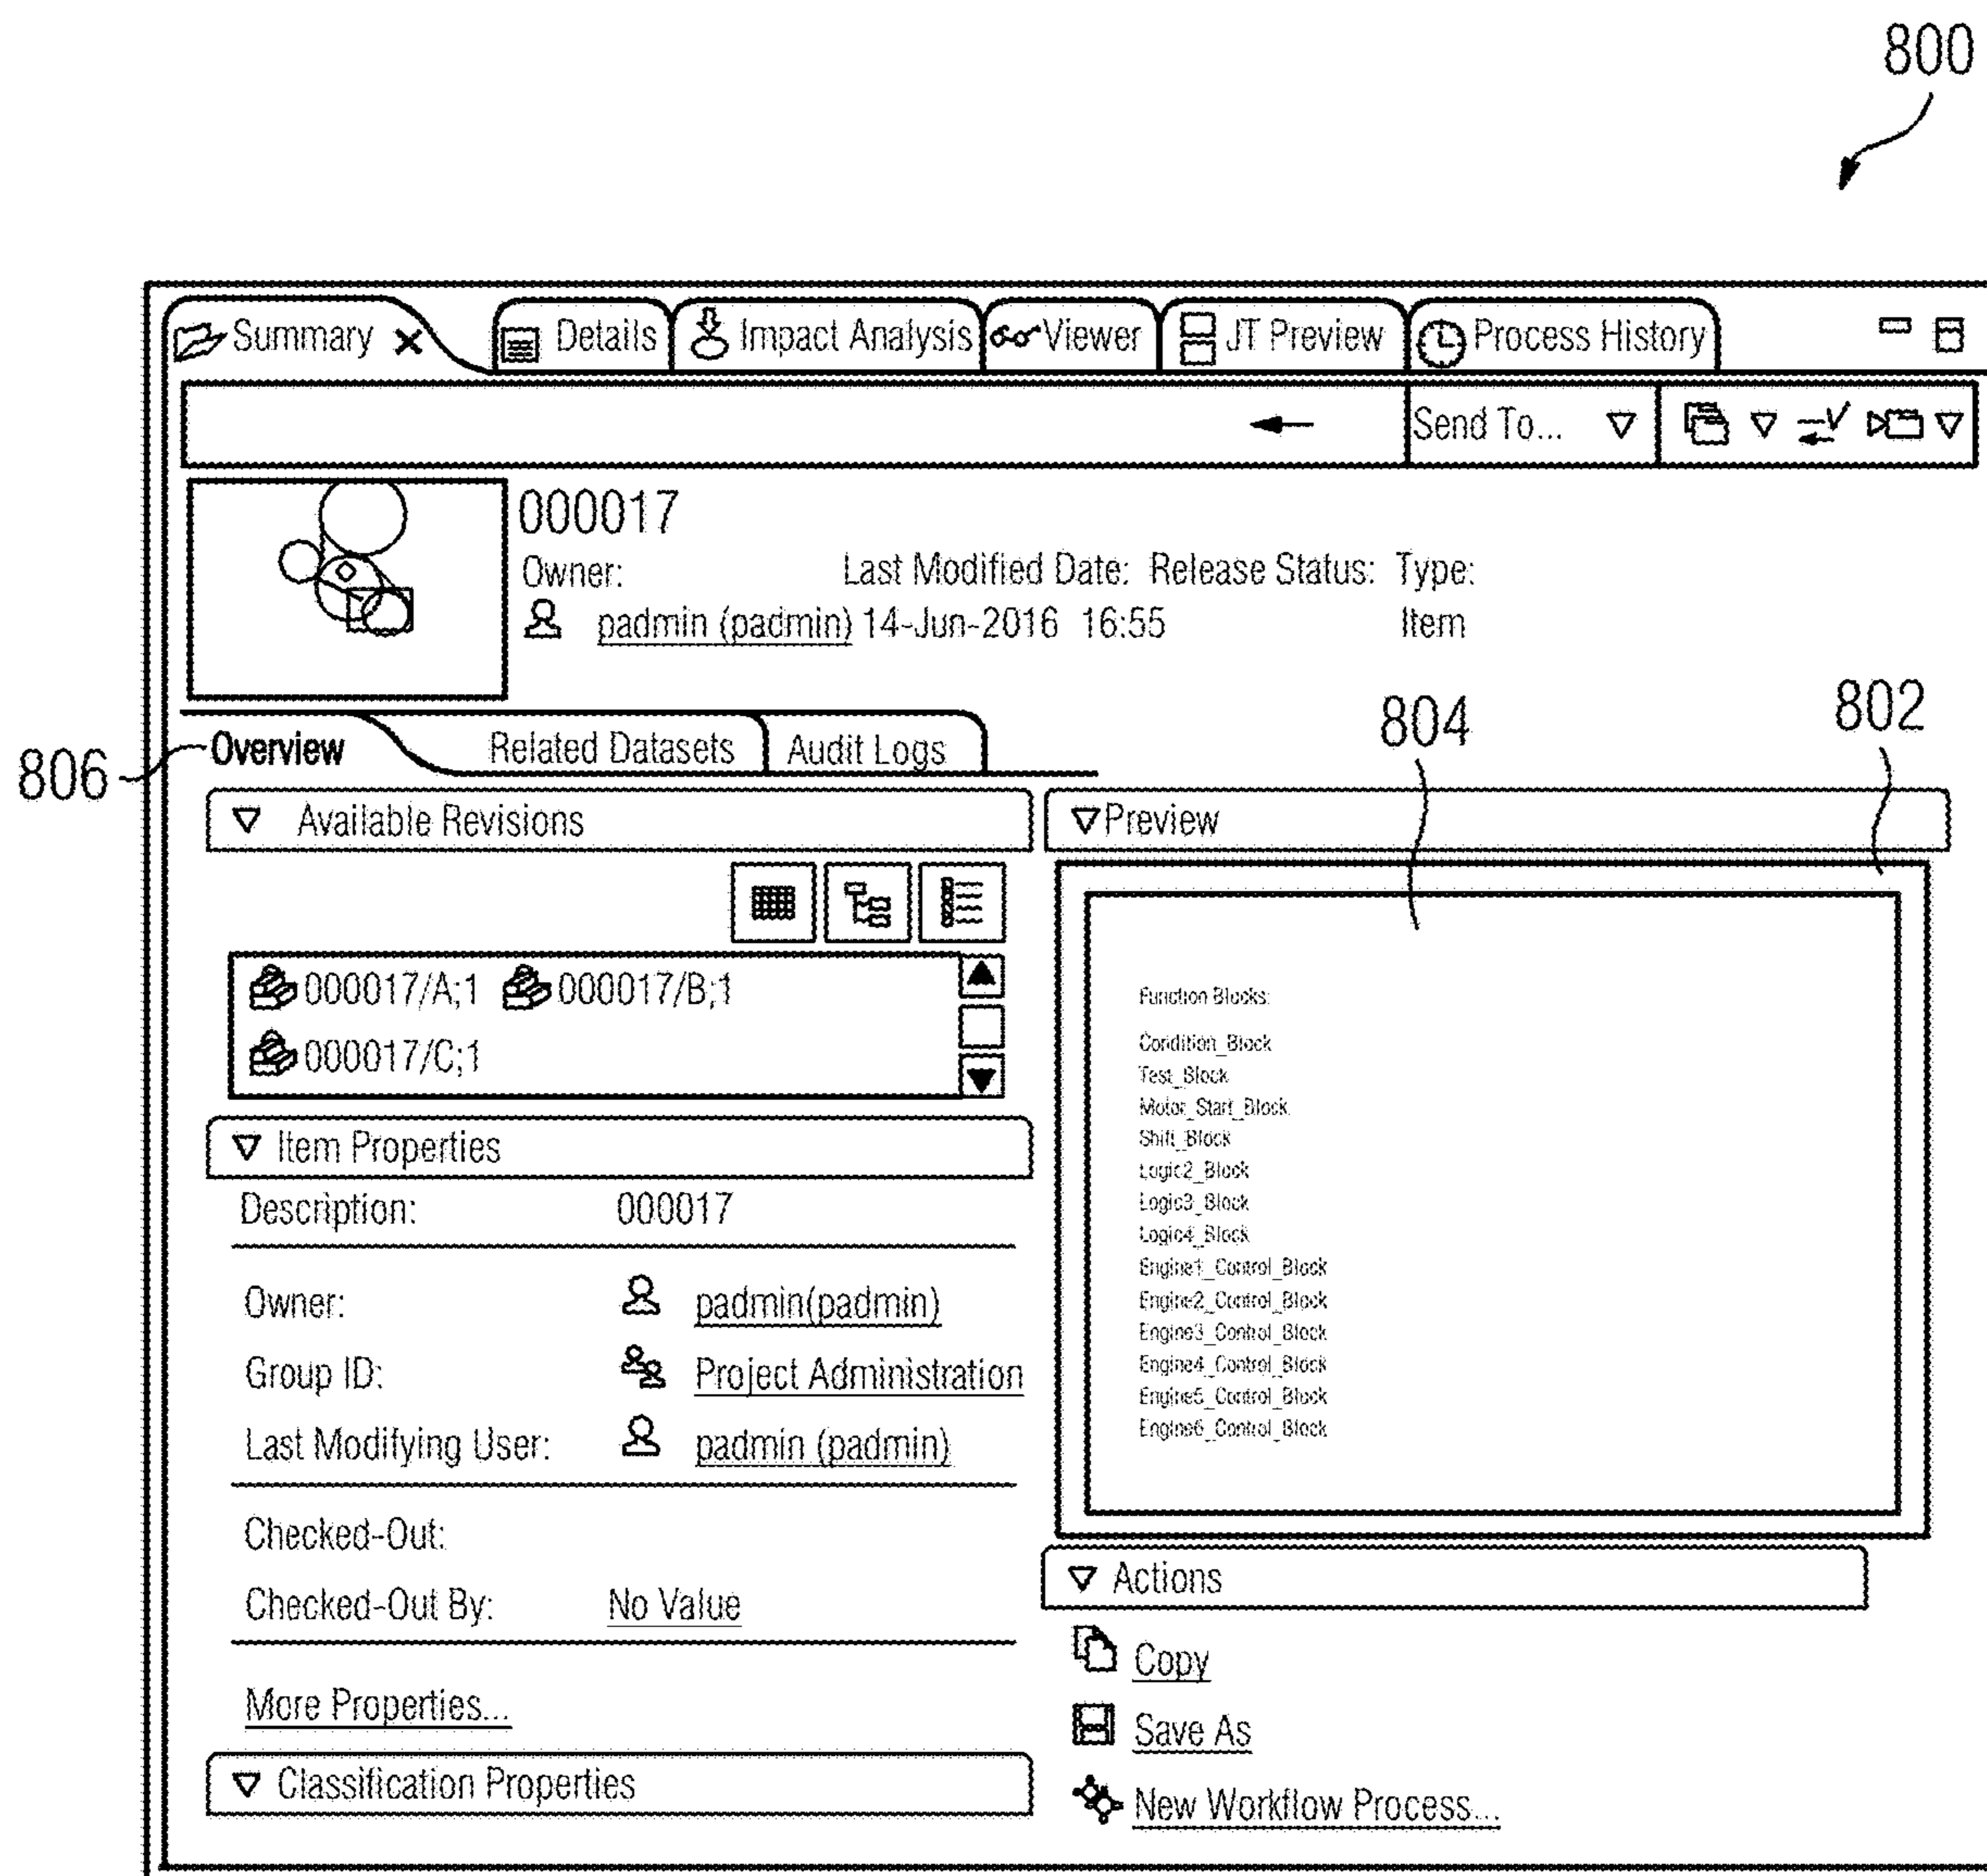 800
Summary Details Impact Analysis Viewer JT Preview Process History
Send To...
000017
Owner: Last Modified Date: Release Status: Type:
padmin (padmin) 14-Jun-2016 16:55 Item
804 802
806 Overview Related Datasets Audit Logs
Available Revisions
000017/A;1 000017/B;1
000017/C;1
Item Properties
Description: 000017
Owner: padmin(padmin)
Group ID: Project Administration
Last Modifying User: padmin (padmin)
Checked-Out:
Checked-Out By: No Value
More Properties...
Classification Properties
Preview
Function Blocks:
Condition_Block
Test_Block
Motor_Start_Block
Shift_Block
Logic2_Block
Logic3_Block
Logic4_Block
Engine1_Control_Block
Engine2_Control_Block
Engine3_Control_Block
Engine4_Control_Block
Engine5_Control_Block
Engine6_Control_Block
Actions
Copy
Save As
New Workflow Process...